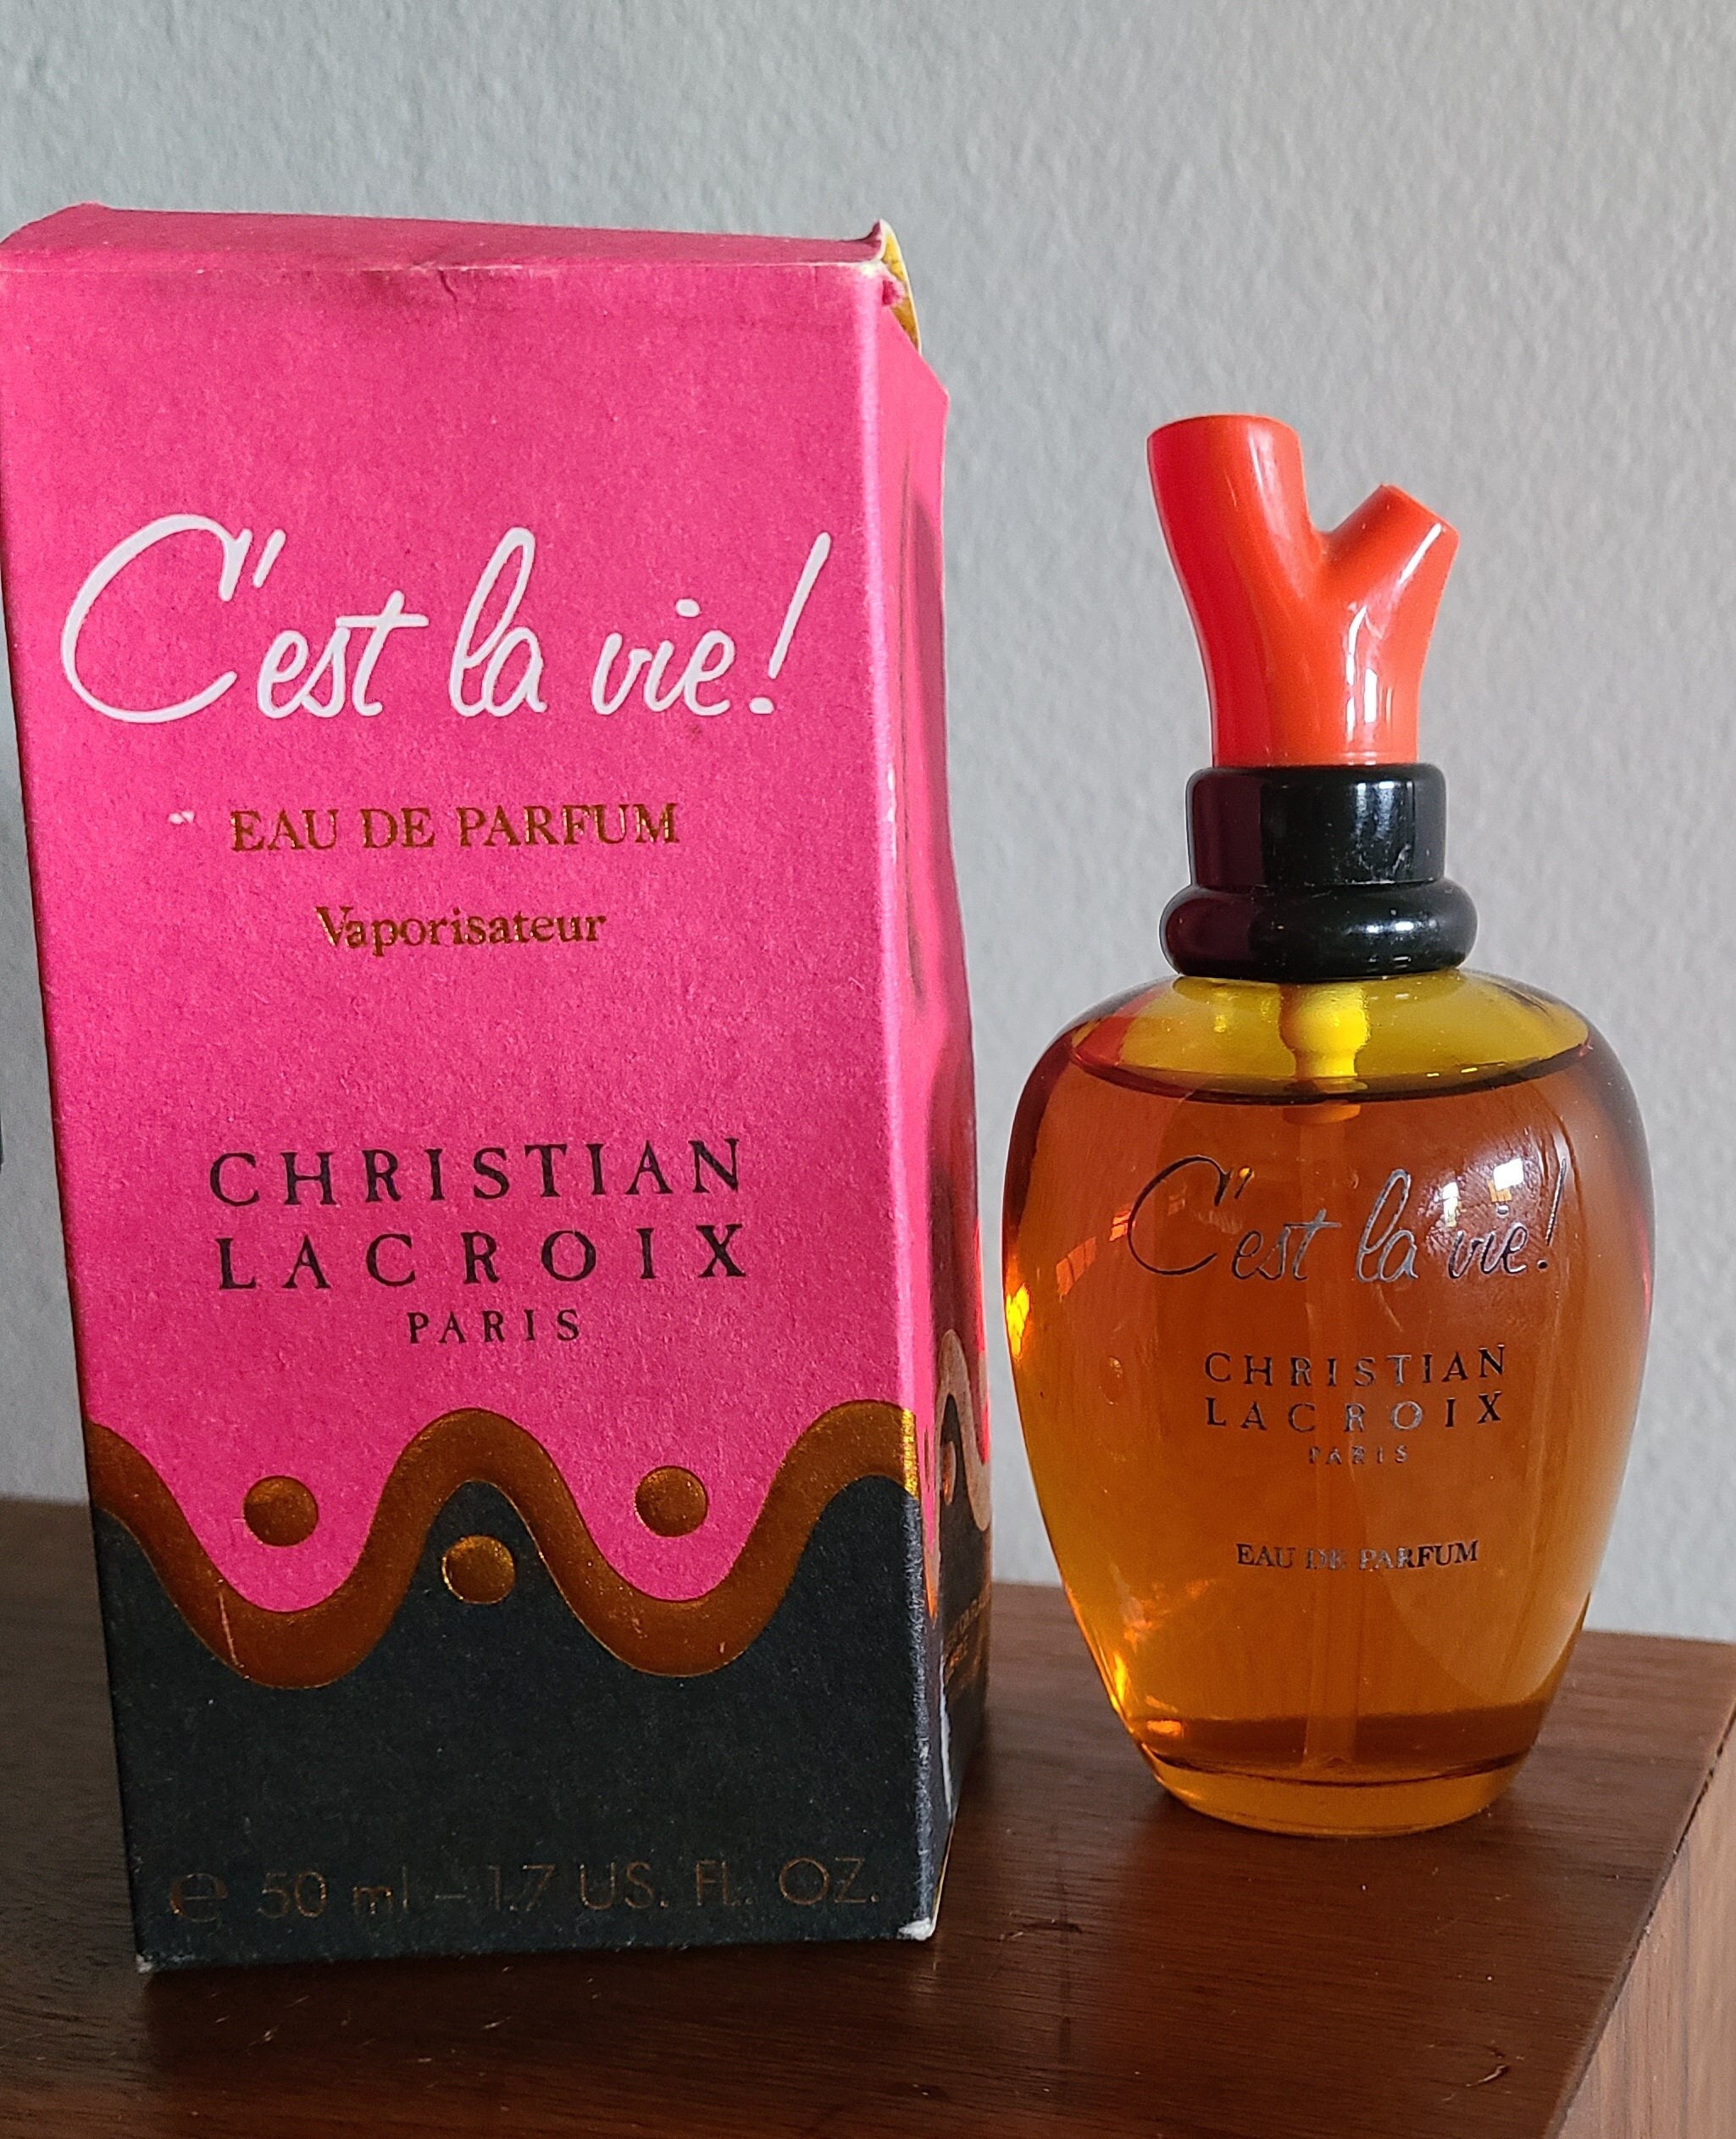 C'est la vie!
EAU DE PARFUM
Vaporisateur
CHRISTIAN
LACROIX
PARIS
e 50 ml – 1.7 US. FL. OZ.
C'est la vie!
CHRISTIAN
LACROIX
PARIS
EAU DE PARFUM